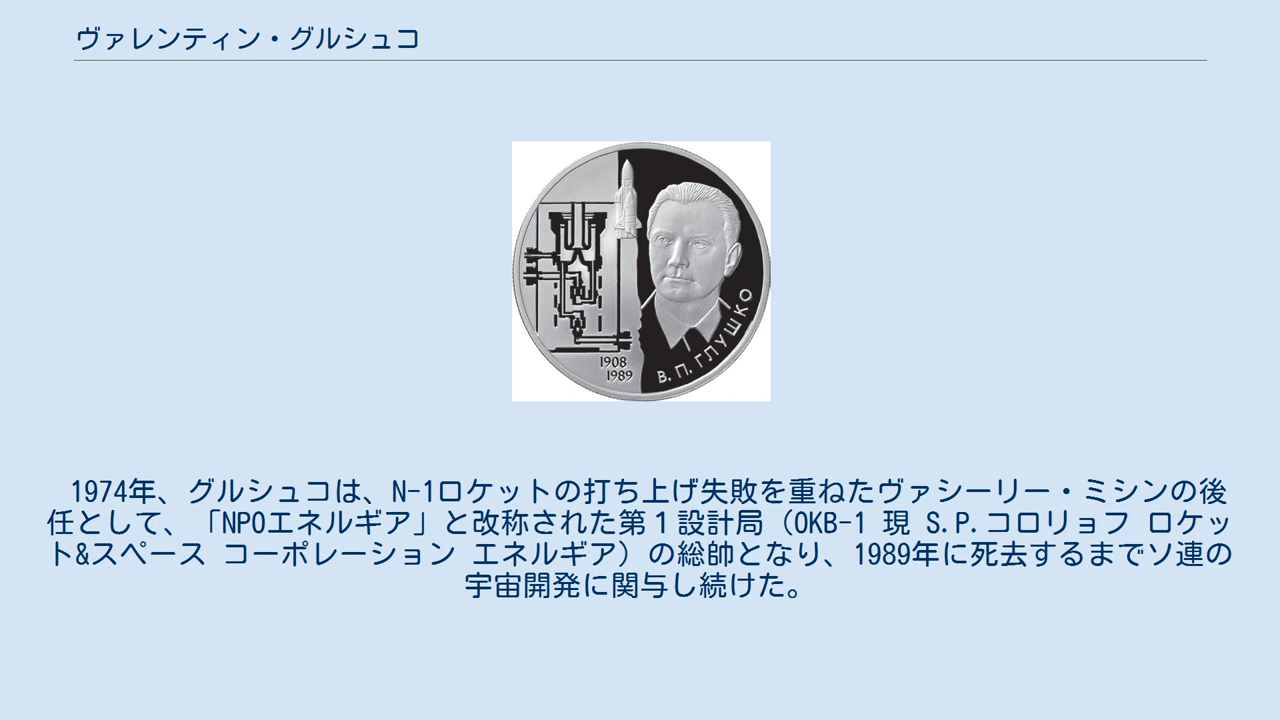 ヴァレンティン・グルシュコ
1908
1989
В. П. ГЛУШКО
1974年、グルシュコは、N-1ロケットの打ち上げ失敗を重ねたヴァシーリー・ミシンの後
任として、「NPOエネルギア」と改称された第１設計局（OKB-1 現 S.P.コロリョフ ロケッ
ト&スペース コーポレーション エネルギア）の総帥となり、1989年に死去するまでソ連の
宇宙開発に関与し続けた。